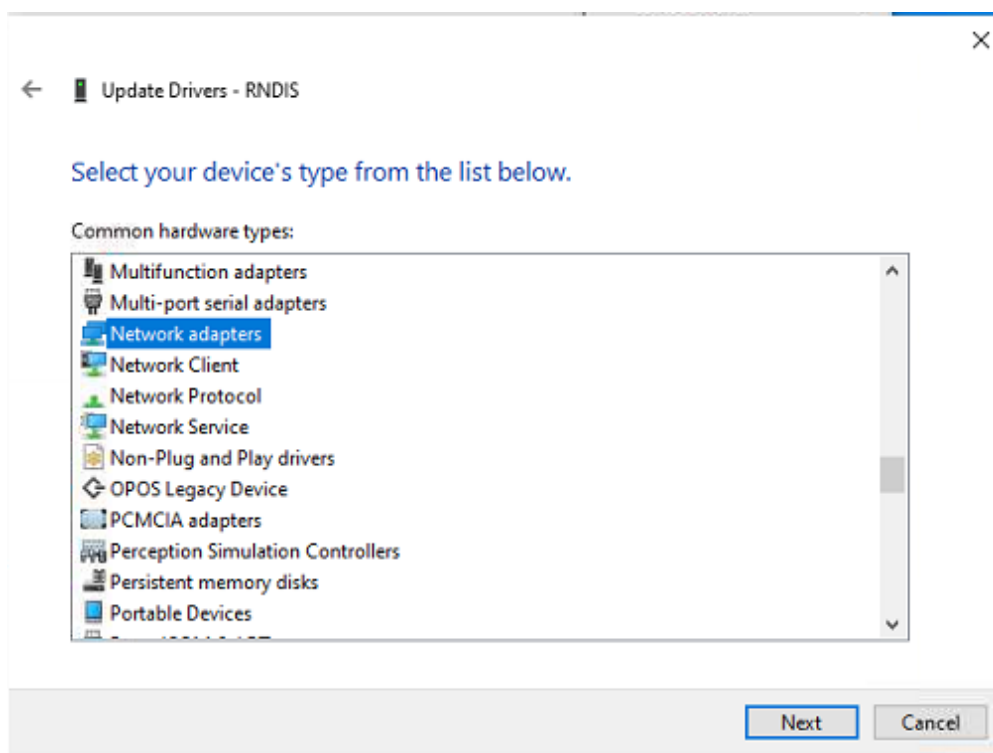 Update Drivers - RNDIS
Select your device's type from the list below.
Common hardware types:
Multifunction adapters
Multi-port serial adapters
Network adapters
Network Client
Network Protocol
Network Service
Non-Plug and Play drivers
OPOS Legacy Device
PCMCIA adapters
Perception Simulation Controllers
Persistent memory disks
Portable Devices
Next
Cancel